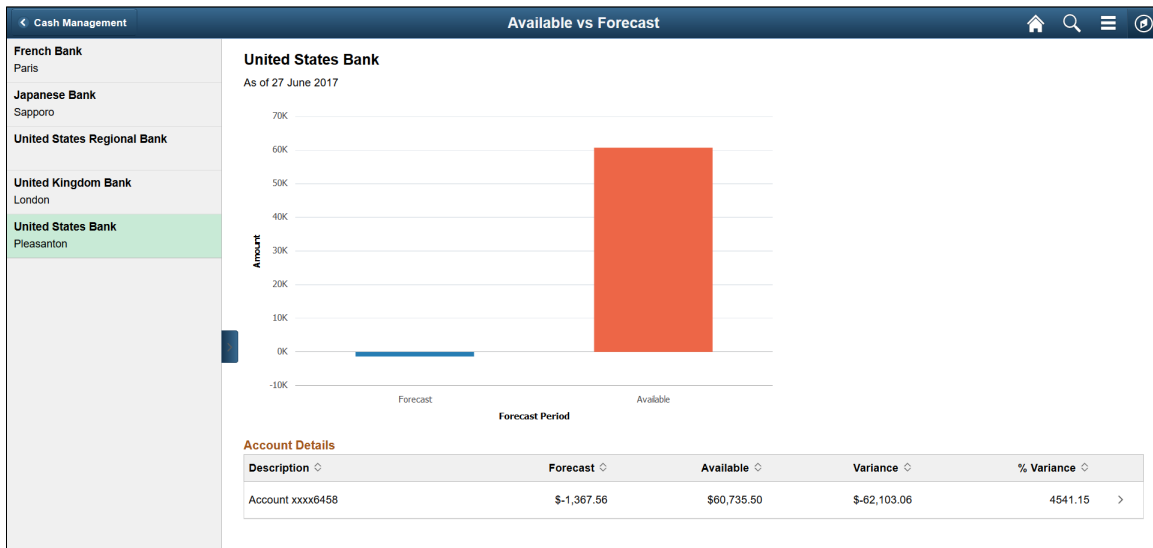 Cash Management
Available vs Forecast
French Bank
Paris
Japanese Bank
Sapporo
United States Regional Bank
United Kingdom Bank
London
United States Bank
Pleasanton
United States Bank
As of 27 June 2017
70K
60K
50K
40K
30K
20K
10K
0K
-10K
Amount
Forecast
Available
Forecast Period
Account Details
Description Forecast Available Variance % Variance
Account xxxx6458 $-1,367.56 $60,735.50 $-62,103.06 4541.15